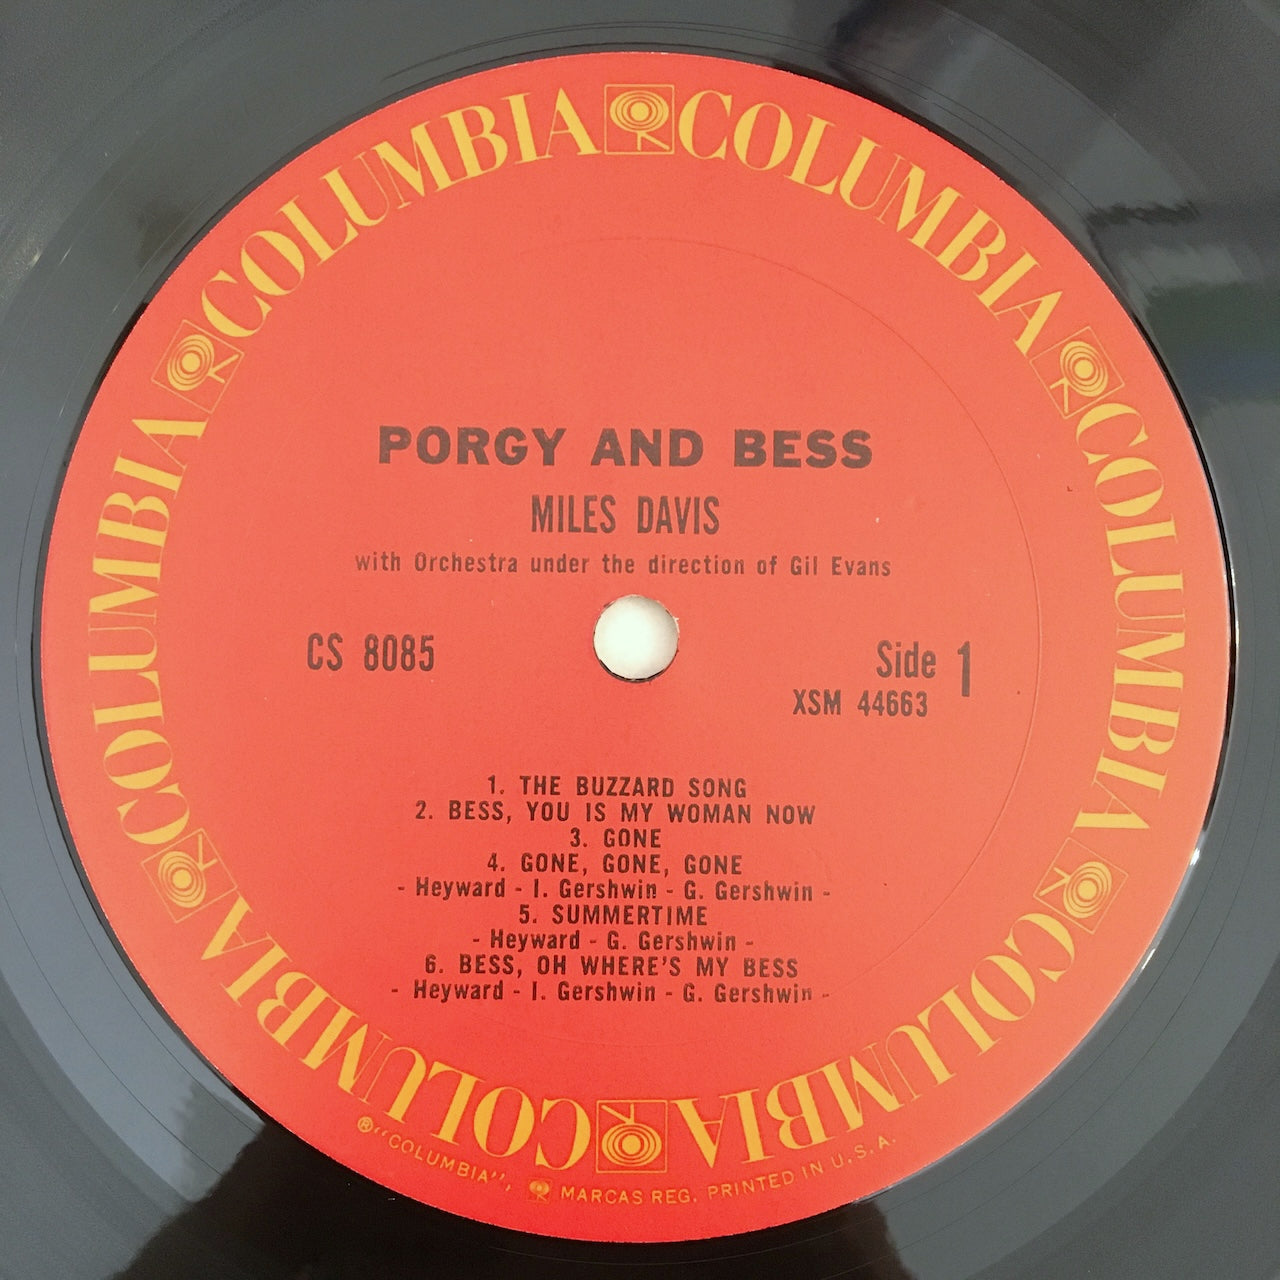 COLUMBIA COLUMBIA COLUMBIA COLUMBIA COLUMBIA COLUMBIA
PORGY AND BESS
MILES DAVIS
with Orchestra under the direction of Gil Evans
CS 8085
Side 1
XSM 44663
1. THE BUZZARD SONG
2. BESS, YOU IS MY WOMAN NOW
3. GONE
4. GONE, GONE, GONE
- Heyward - I. Gershwin - G. Gershwin -
5. SUMMERTIME
- Heyward - G. Gershwin -
6. BESS, OH WHERE'S MY BESS
- Heyward - I. Gershwin - G. Gershwin -
®"COLUMBIA", MARCAS REG. PRINTED IN U.S.A.